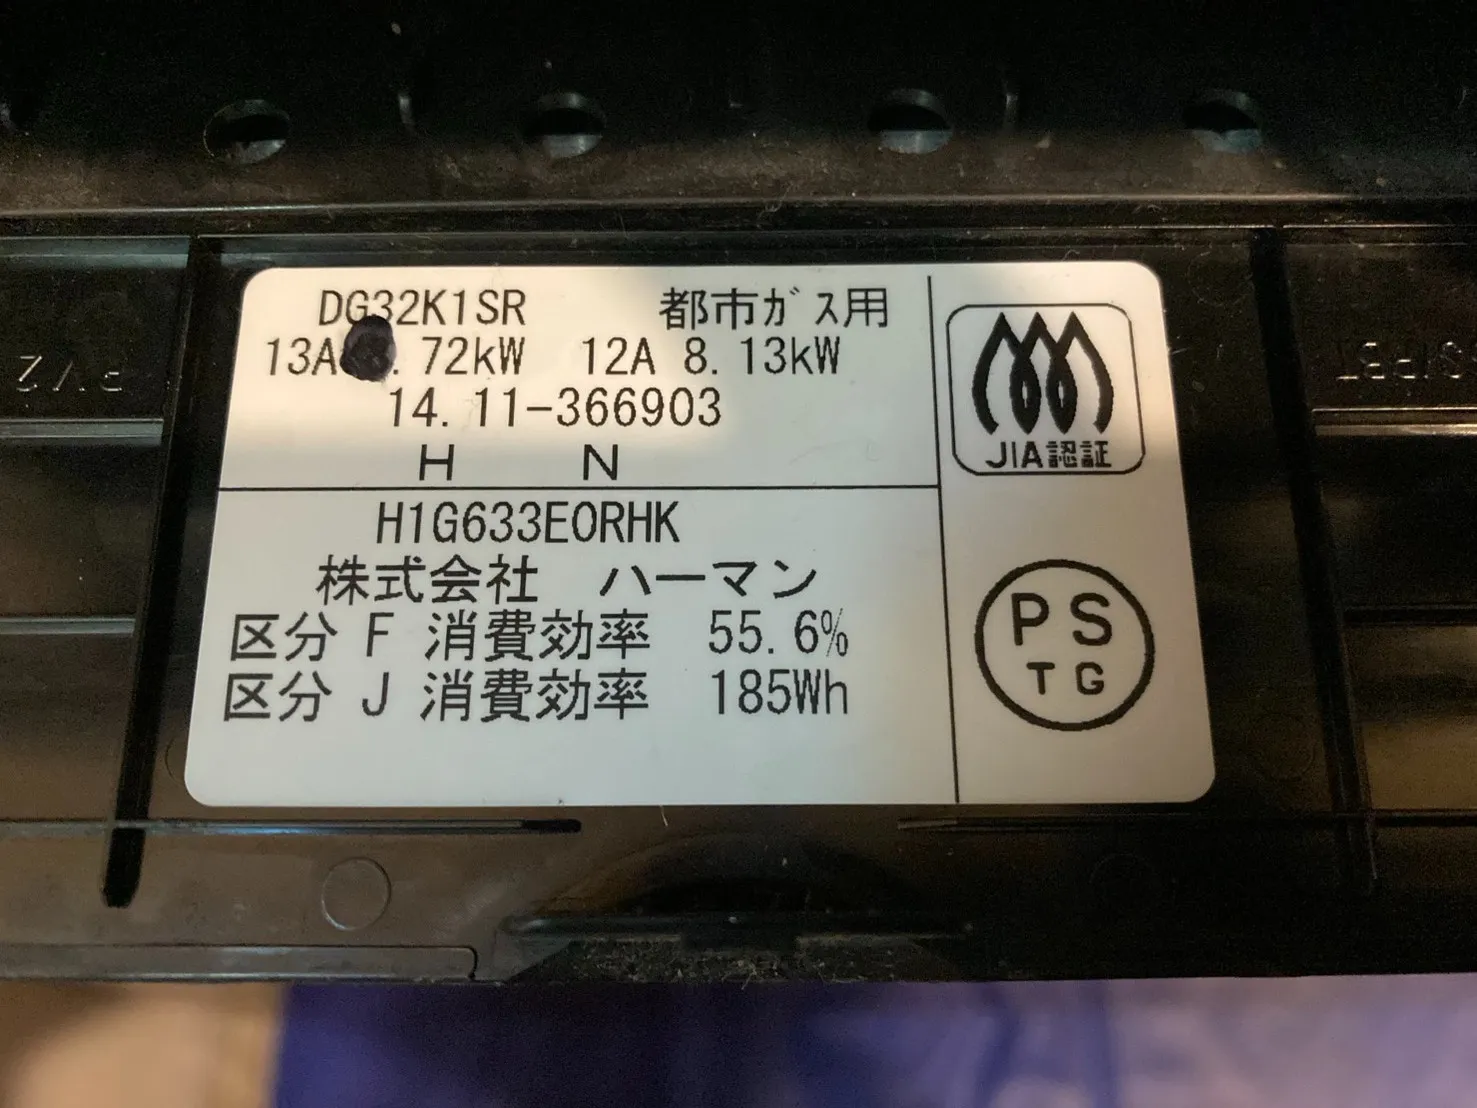 DG32K1SR 都市ガス用
13A .72kW 12A 8.13kW
14.11-366903
H N
H1G633E0RHK
株式会社 ハーマン
区分 F 消費効率 55.6%
区分 J 消費効率 185Wh
JIA認証
PS
TG